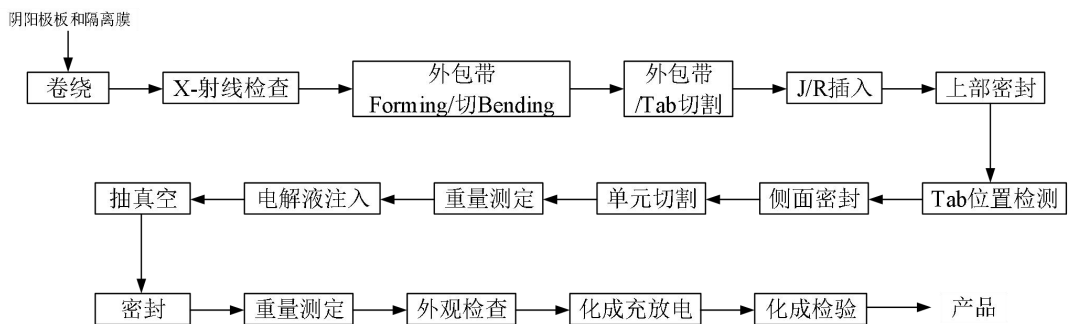 阴阳极板和隔离膜
卷绕
X-射线检查
外包带
Forming/切Bending
外包带
/Tab切割
J/R插入
上部密封
Tab位置检测
侧面密封
单元切割
重量测定
电解液注入
抽真空
密封
重量测定
外观检查
化成充放电
化成检验
产品